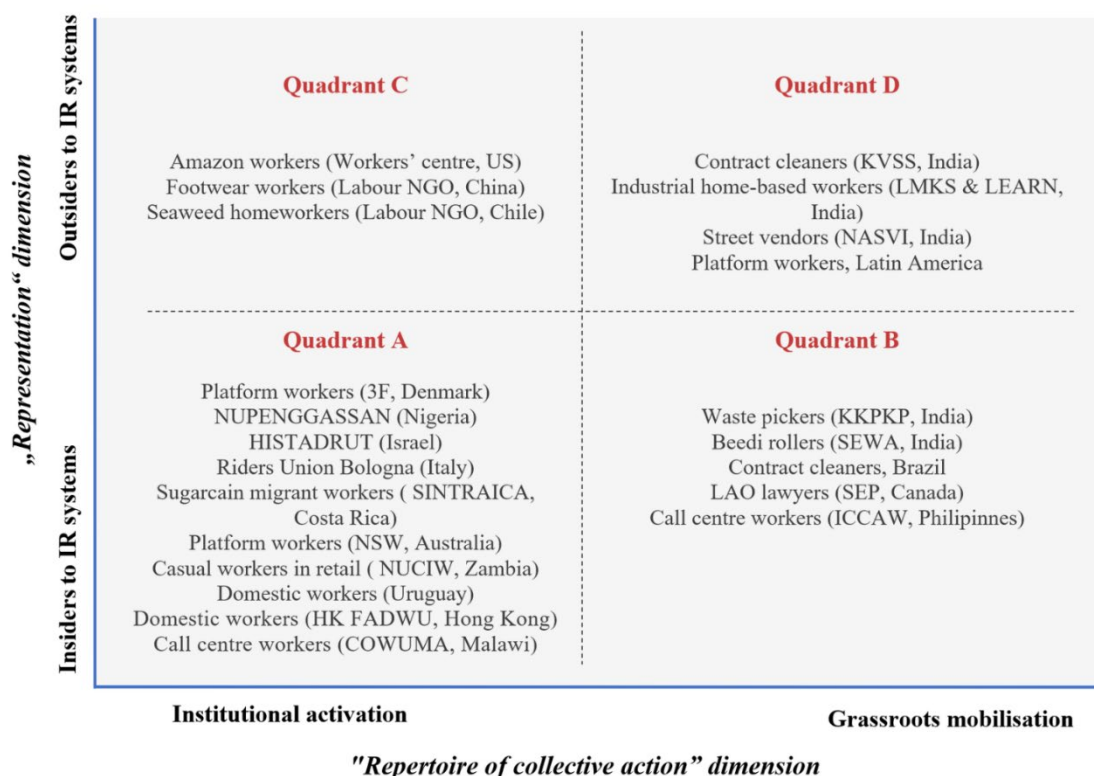 Outsiders to IR systems
„Representation“ dimension
Insiders to IR systems
Quadrant C
Amazon workers (Workers’ centre, US)
Footwear workers (Labour NGO, China)
Seaweed homeworkers (Labour NGO, Chile)
Quadrant D
Contract cleaners (KVSS, India)
Industrial home-based workers (LMKS & LEARN,
India)
Street vendors (NASVI, India)
Platform workers, Latin America
Quadrant A
Platform workers (3F, Denmark)
NUPENGGASSAN (Nigeria)
HISTADRUT (Israel)
Riders Union Bologna (Italy)
Sugarcain migrant workers ( SINTRAICA,
Costa Rica)
Platform workers (NSW, Australia)
Casual workers in retail ( NUCIW, Zambia)
Domestic workers (Uruguay)
Domestic workers (HK FADWU, Hong Kong)
Call centre workers (COWUMA, Malawi)
Quadrant B
Waste pickers (KKPKP, India)
Beedi rollers (SEWA, India)
Contract cleaners, Brazil
LAO lawyers (SEP, Canada)
Call centre workers (ICCAW, Philipinnes)
Institutional activation
Grassroots mobilisation
"Repertoire of collective action” dimension